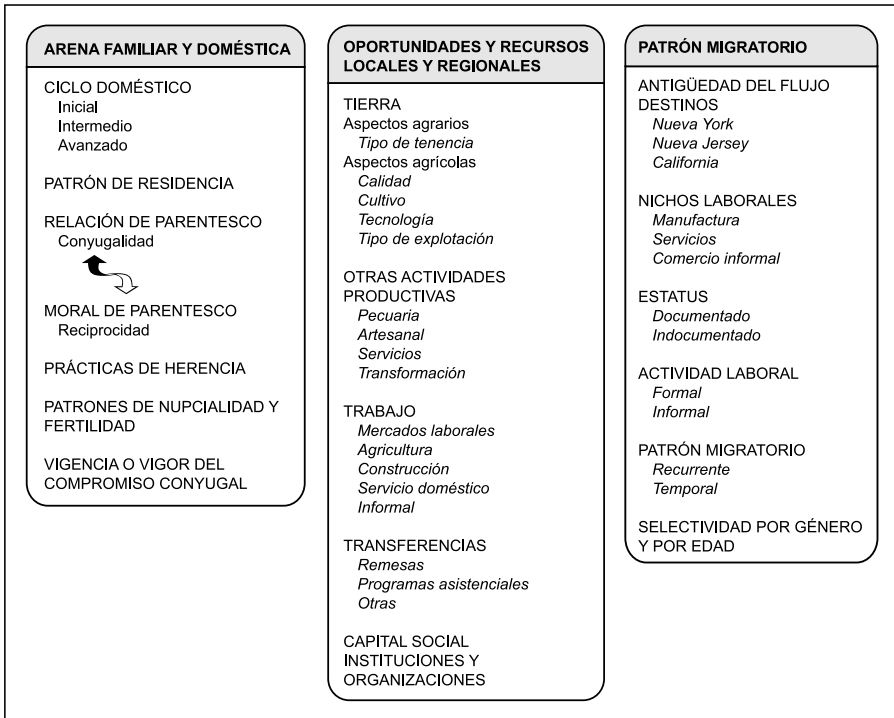 ARENA FAMILIAR Y DOMÉSTICA
CICLO DOMÉSTICO
Inicial
Intermedio
Avanzado
PATRÓN DE RESIDENCIA
RELACIÓN DE PARENTESCO
Conyugalidad
MORAL DE PARENTESCO
Reciprocidad
PRÁCTICAS DE HERENCIA
PATRONES DE NUPCIALIDAD Y
FERTILIDAD
VIGENCIA O VIGOR DEL
COMPROMISO CONYUGAL
OPORTUNIDADES Y RECURSOS
LOCALES Y REGIONALES
TIERRA
Aspectos agrarios
Tipo de tenencia
Aspectos agrícolas
Calidad
Cultivo
Tecnología
Tipo de explotación
OTRAS ACTIVIDADES
PRODUCTIVAS
Pecuaria
Artesanal
Servicios
Transformación
TRABAJO
Mercados laborales
Agricultura
Construcción
Servicio doméstico
Informal
TRANSFERENCIAS
Remesas
Programas asistenciales
Otras
CAPITAL SOCIAL
INSTITUCIONES Y
ORGANIZACIONES
PATRÓN MIGRATORIO
ANTIGÜEDAD DEL FLUJO
DESTINOS
Nueva York
Nueva Jersey
California
NICHOS LABORALES
Manufactura
Servicios
Comercio informal
ESTATUS
Documentado
Indocumentado
ACTIVIDAD LABORAL
Formal
Informal
PATRÓN MIGRATORIO
Recurrente
Temporal
SELECTIVIDAD POR GÉNERO
Y POR EDAD